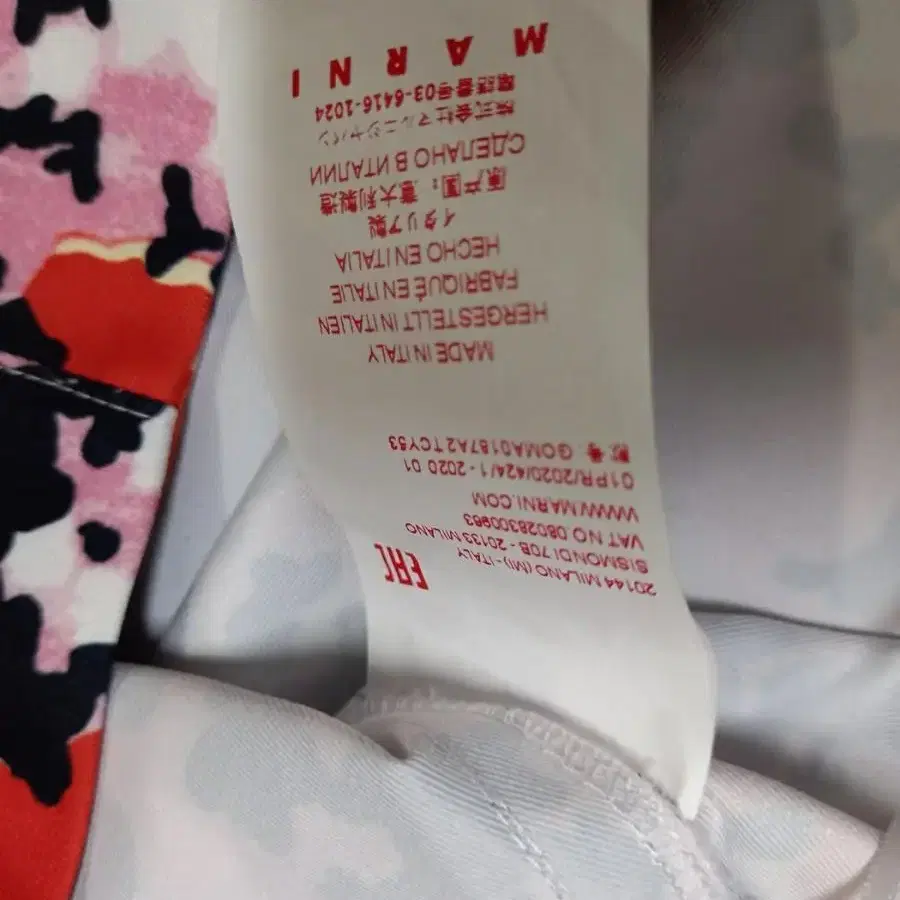 20144 MILANO (MI) - ITALY
EAC
SISMONDI 70B - 20133 MILANO
VAT NO 08028300963
WWW.MARNI.COM
01PR/2020/424/1 - 2020 01
款号 GOMA0187A2 TCY53
MADE IN ITALY
HERGESTELLT IN ITALIEN
FABRIQUÉ EN ITALIE
HECHO EN ITALIA
イタリア製
原产国：意大利製造
СДЕЛАНО В ИТАЛИИ
株式会社マルニジャパン
電話番号03-6416-1024
MARNI